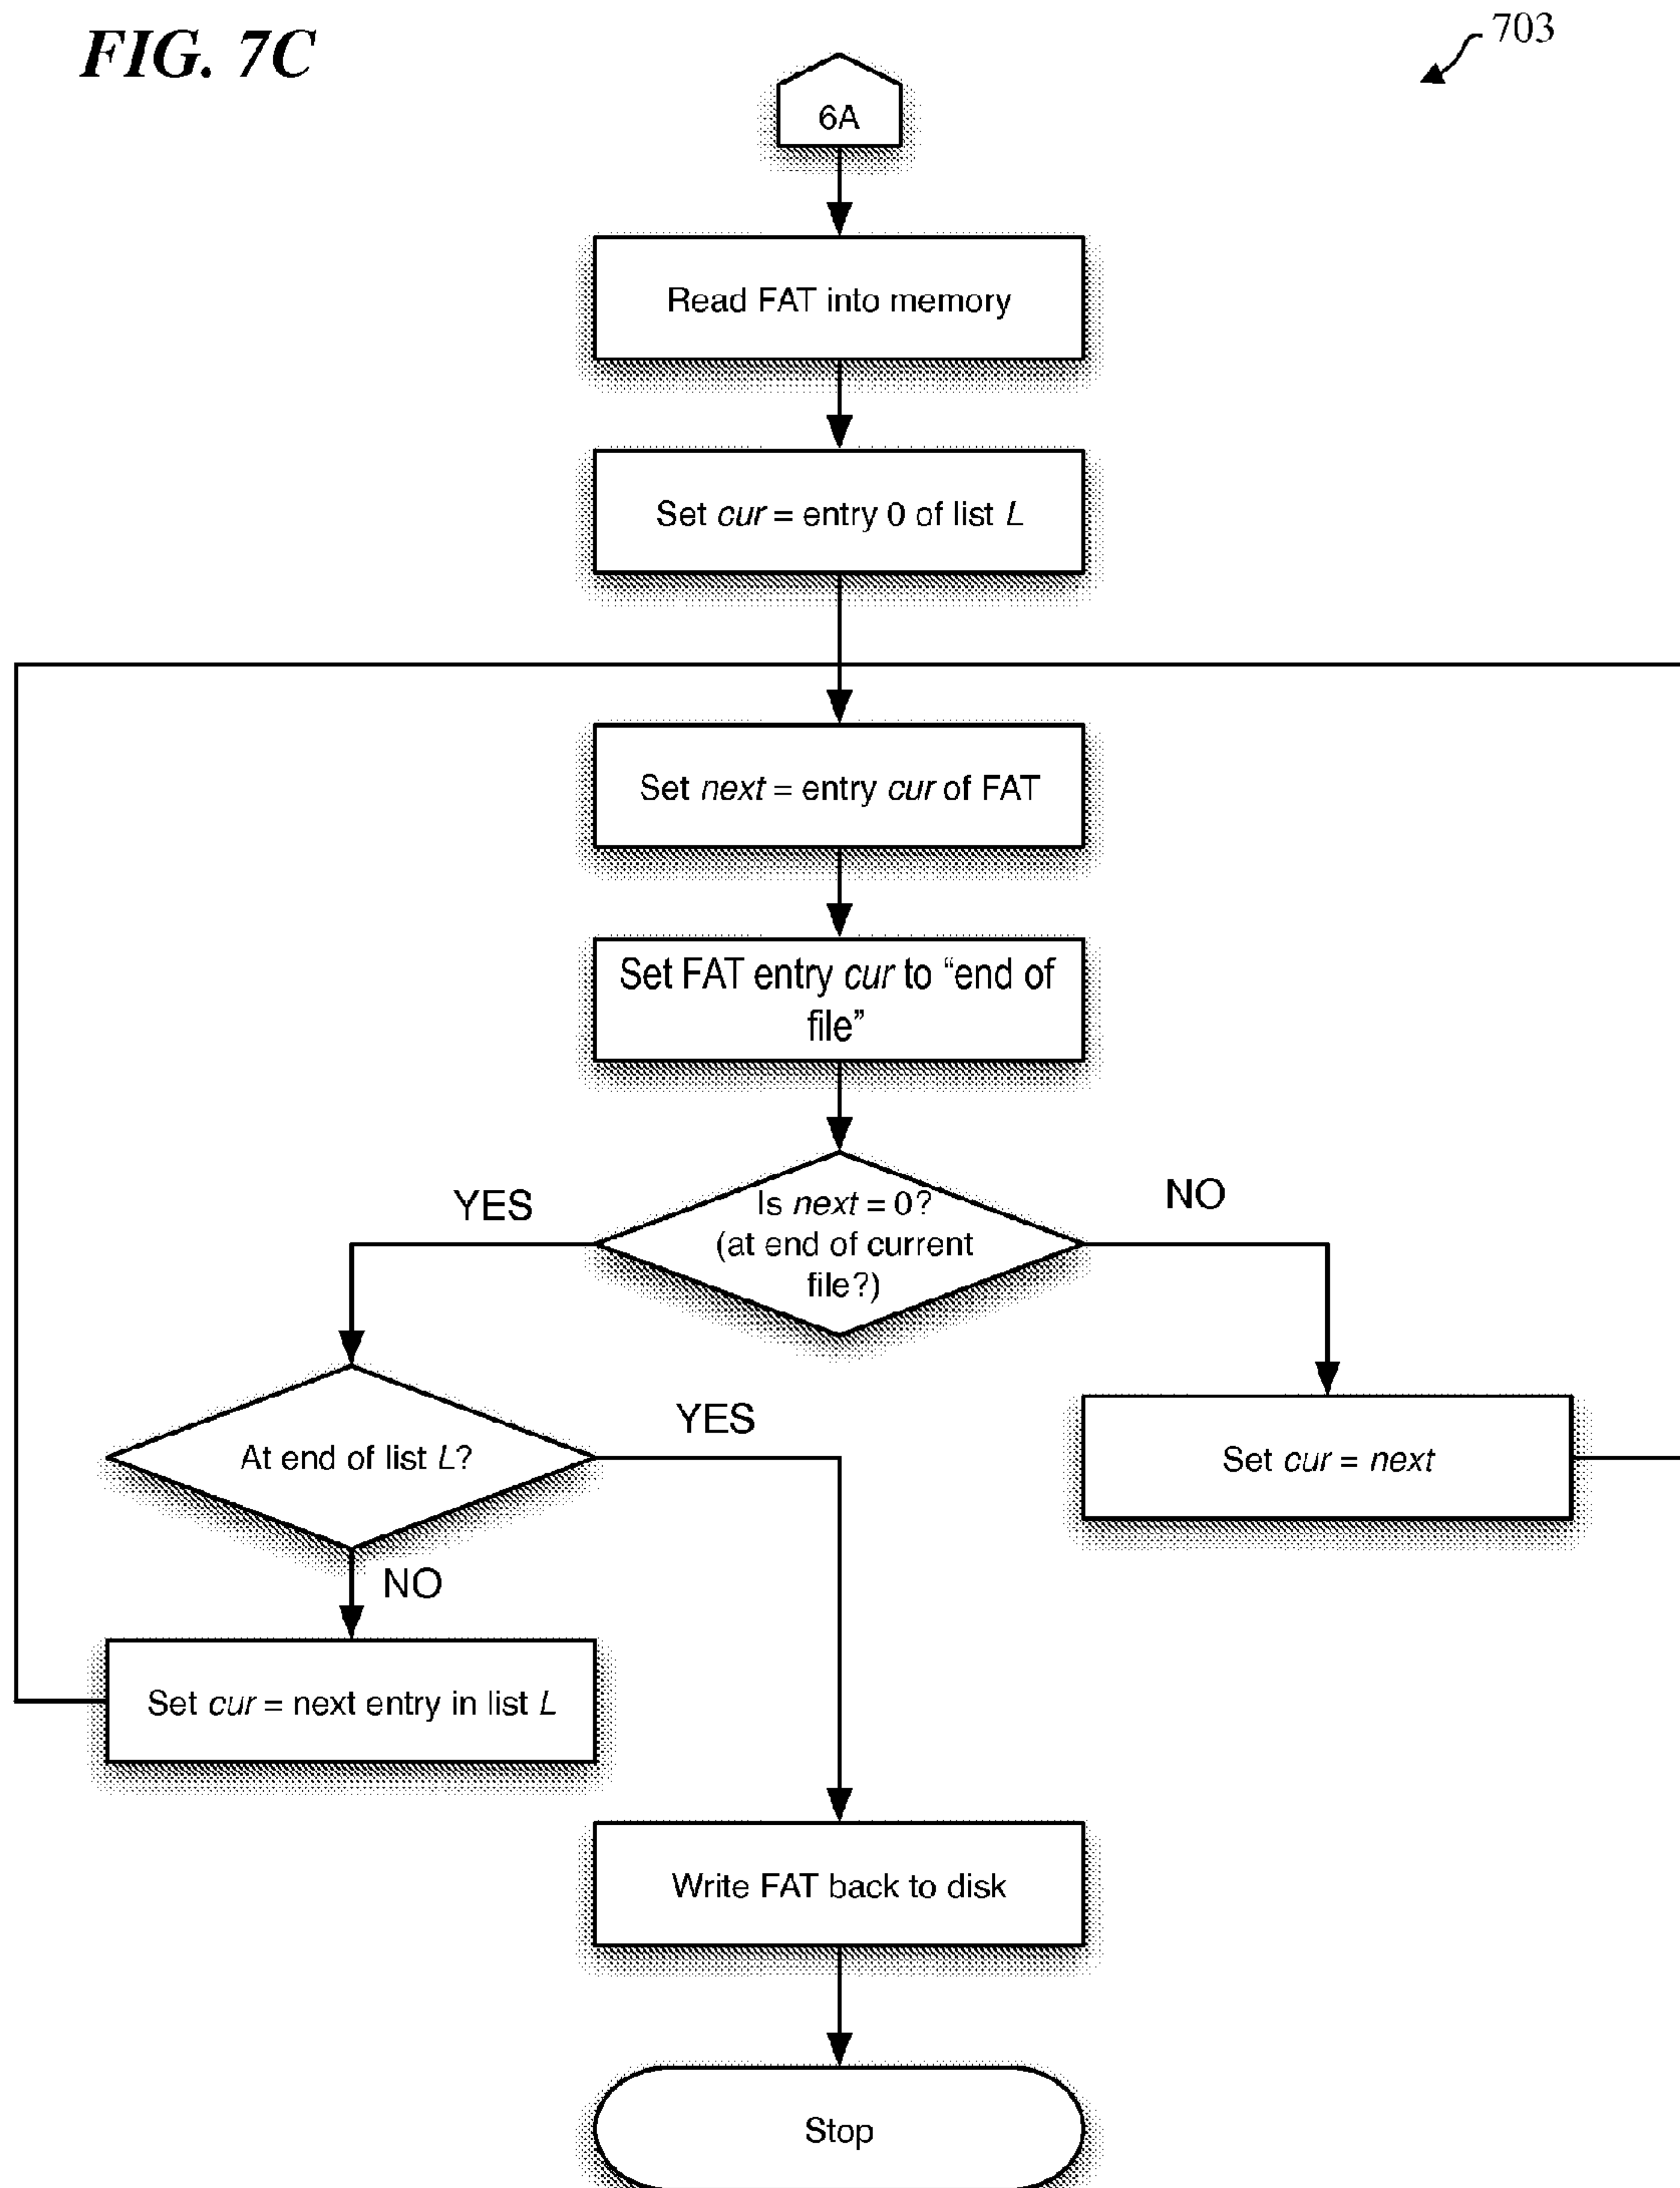 FIG. 7C
703
6A
Read FAT into memory
Set cur = entry 0 of list L
Set next = entry cur of FAT
Set FAT entry cur to “end of
file”
Is next = 0?
(at end of current
file?)
YES
NO
At end of list L?
YES
Set cur = next
NO
Set cur = next entry in list L
Write FAT back to disk
Stop